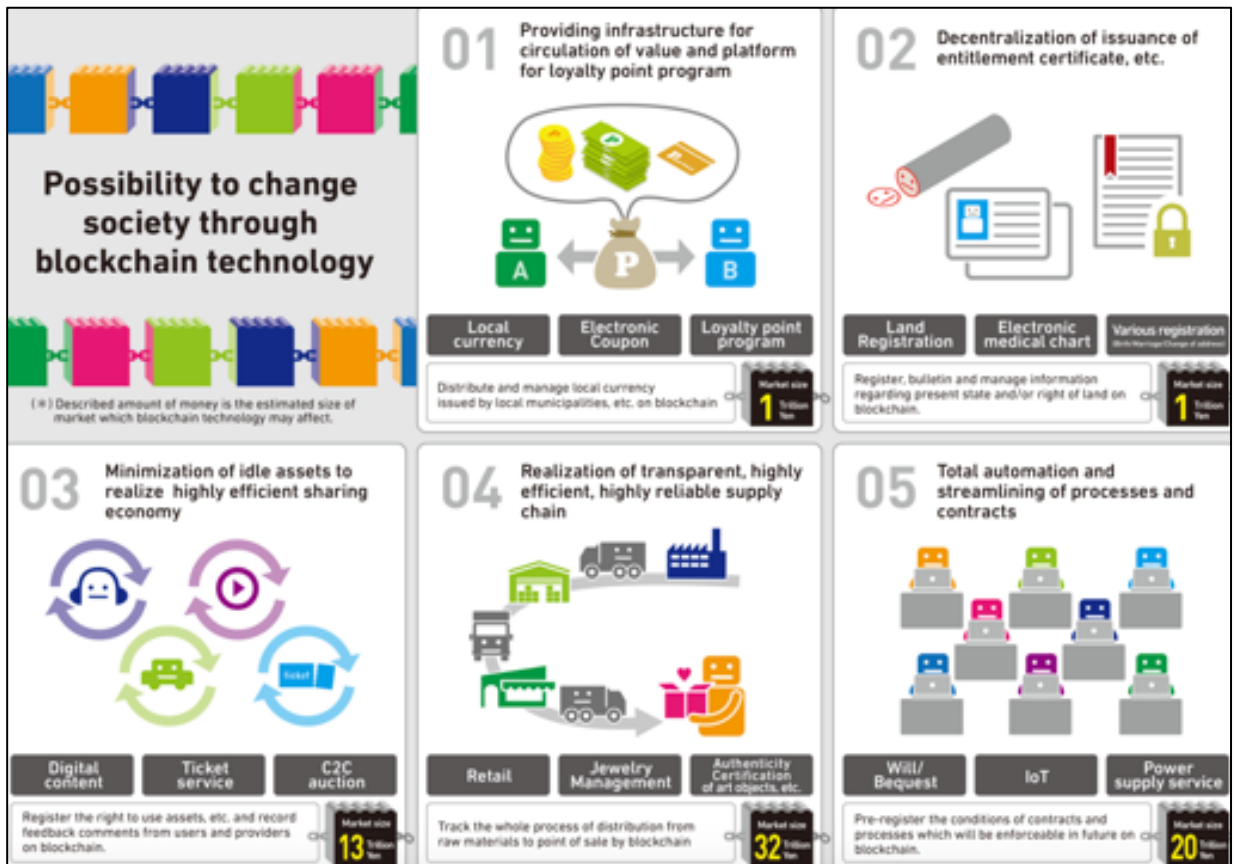 Possibility to change
society through
blockchain technology
(※) Described amount of money is the estimated size of
market which blockchain technology may affect.
01
Providing infrastructure for
circulation of value and platform
for loyalty point program
P
A
P
B
Local
currency
Electronic
Coupon
Loyalty point
program
Distribute and manage local currency
issued by local municipalities, etc. on blockchain
Market size
1 Trillion
Yen
02
Decentralization of issuance of
entitlement certificate, etc.
Land
Registration
Electronic
medical chart
Various registration
(Birth/Marriage/Change of address)
Register, bulletin and manage information
regarding present state and/or right of land on
blockchain.
Market size
1 Trillion
Yen
03
Minimization of idle assets to
realize highly efficient sharing
economy
ticket
Digital
content
Ticket
service
C2C
auction
Register the right to use assets, etc. and record
feedback comments from users and providers
on blockchain.
Market size
13 Trillion
Yen
04
Realization of transparent, highly
efficient, highly reliable supply
chain
Retail
Jewelry
Management
Authenticity
Certification
of art objects, etc.
Track the whole process of distribution from
raw materials to point of sale by blockchain
Market size
32 Trillion
Yen
05
Total automation and
streamlining of processes and
contracts
Will/
Bequest
IoT
Power
supply service
Pre-register the conditions of contracts and
processes which will be enforceable in future on
blockchain.
Market size
20 Trillion
Yen